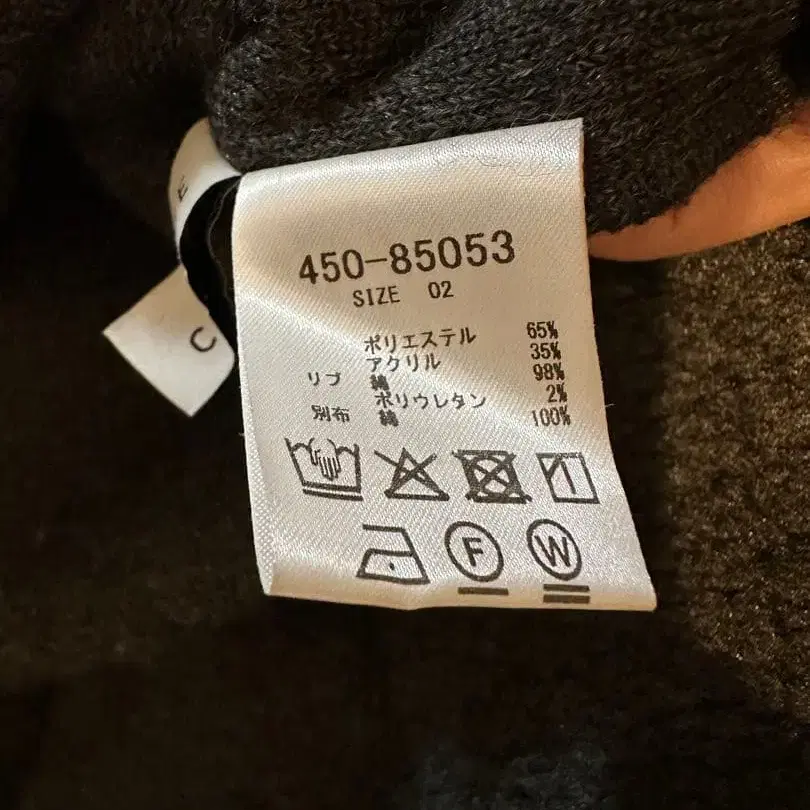 E
C
450-85053
SIZE 02
ポリエステル 65%
アクリル 35%
リブ 綿 98%
ポリウレタン 2%
別布 綿 100%
F W